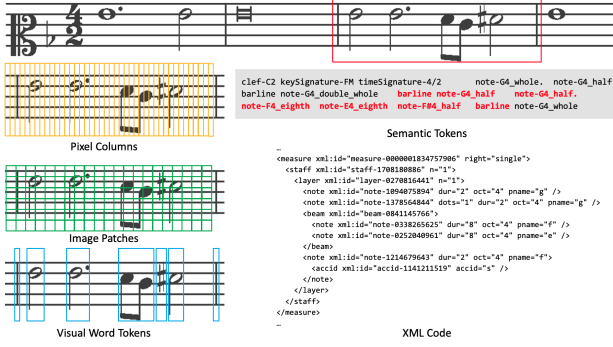 clef-C2 keySignature-FM timeSignature-4/2 note-G4_whole. note-G4_half
barline note-G4_double_whole barline note-G4_half note-G4_half.
note-F4_eighth note-E4_eighth note-F#4_half barline note-G4_whole
Pixel Columns
Semantic Tokens
Image Patches
Visual Word Tokens
…
<measure xml:id="measure-0000001834757906" right="single">
<staff xml:id="staff-1708180886" n="1">
<layer xml:id="layer-0270816441" n="1">
<note xml:id="note-1094075894" dur="2" oct="4" pname="g" />
<note xml:id="note-1378564844" dots="1" dur="2" oct="4" pname="g" />
<beam xml:id="beam-0841145766">
<note xml:id="note-0338265625" dur="8" oct="4" pname="f" />
<note xml:id="note-0252040961" dur="8" oct="4" pname="e" />
</beam>
<note xml:id="note-1214679643" dur="2" oct="4" pname="f">
<accid xml:id="accid-1141211519" accid="s" />
</note>
</layer>
</staff>
</measure>
…
XML Code